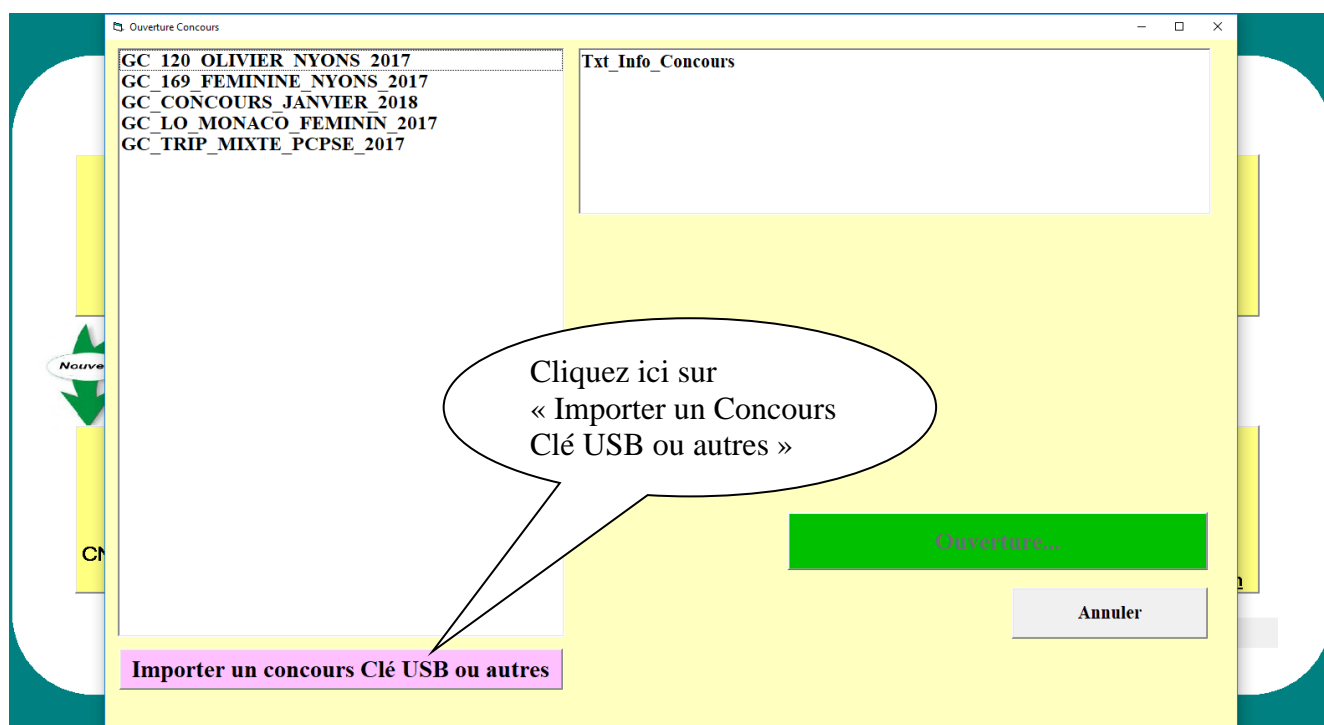 Ouverture Concours
GC_120_OLIVIER_NYONS_2017
GC_169_FEMININE_NYONS_2017
GC_CONCOURS_JANVIER_2018
GC_LO_MONACO_FEMININ_2017
GC_TRIP_MIXTE_PCPSE_2017
Txt_Info_Concours
Cliquez ici sur
« Importer un Concours
Clé USB ou autres »
Ouverture...
Annuler
Importer un concours Clé USB ou autres